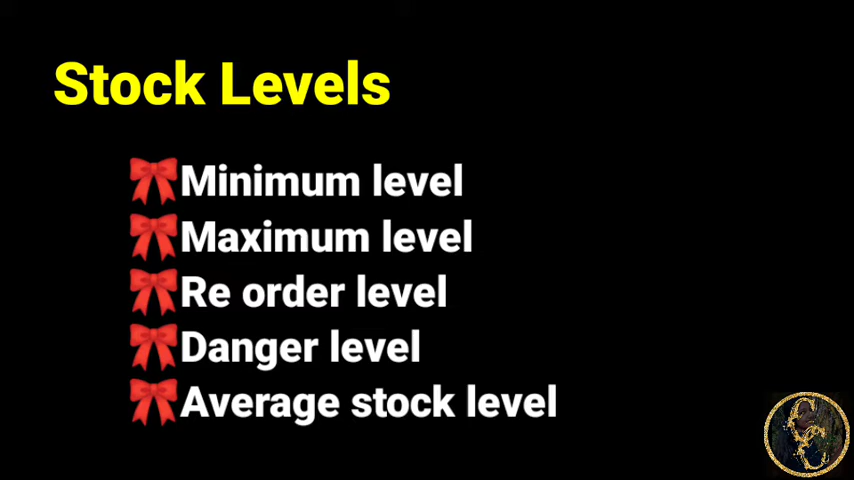 Stock Levels
🎀Minimum level
🎀Maximum level
🎀Re order level
🎀Danger level
🎀Average stock level